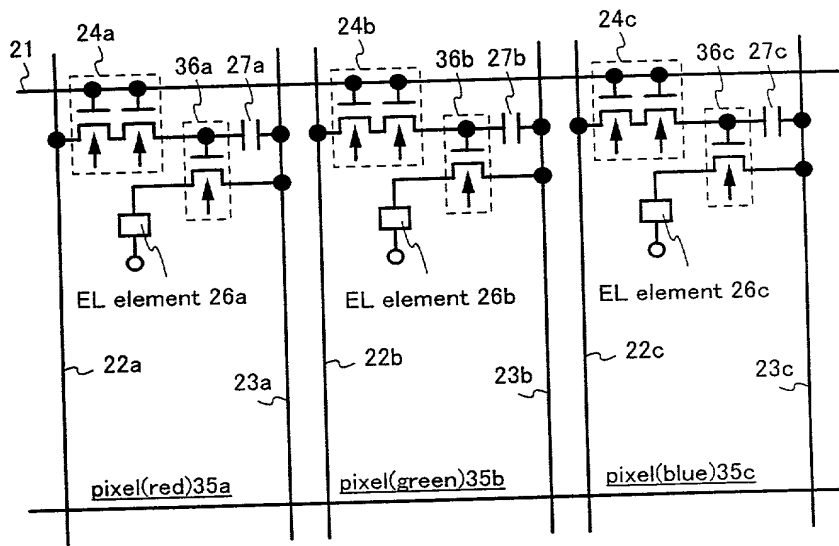 24a
24b
24c
21
36a
27a
36b
27b
36c
27c
EL element 26a
EL element 26b
EL element 26c
22a
23a
22b
23b
22c
23c
pixel(red)35a
pixel(green)35b
pixel(blue)35c